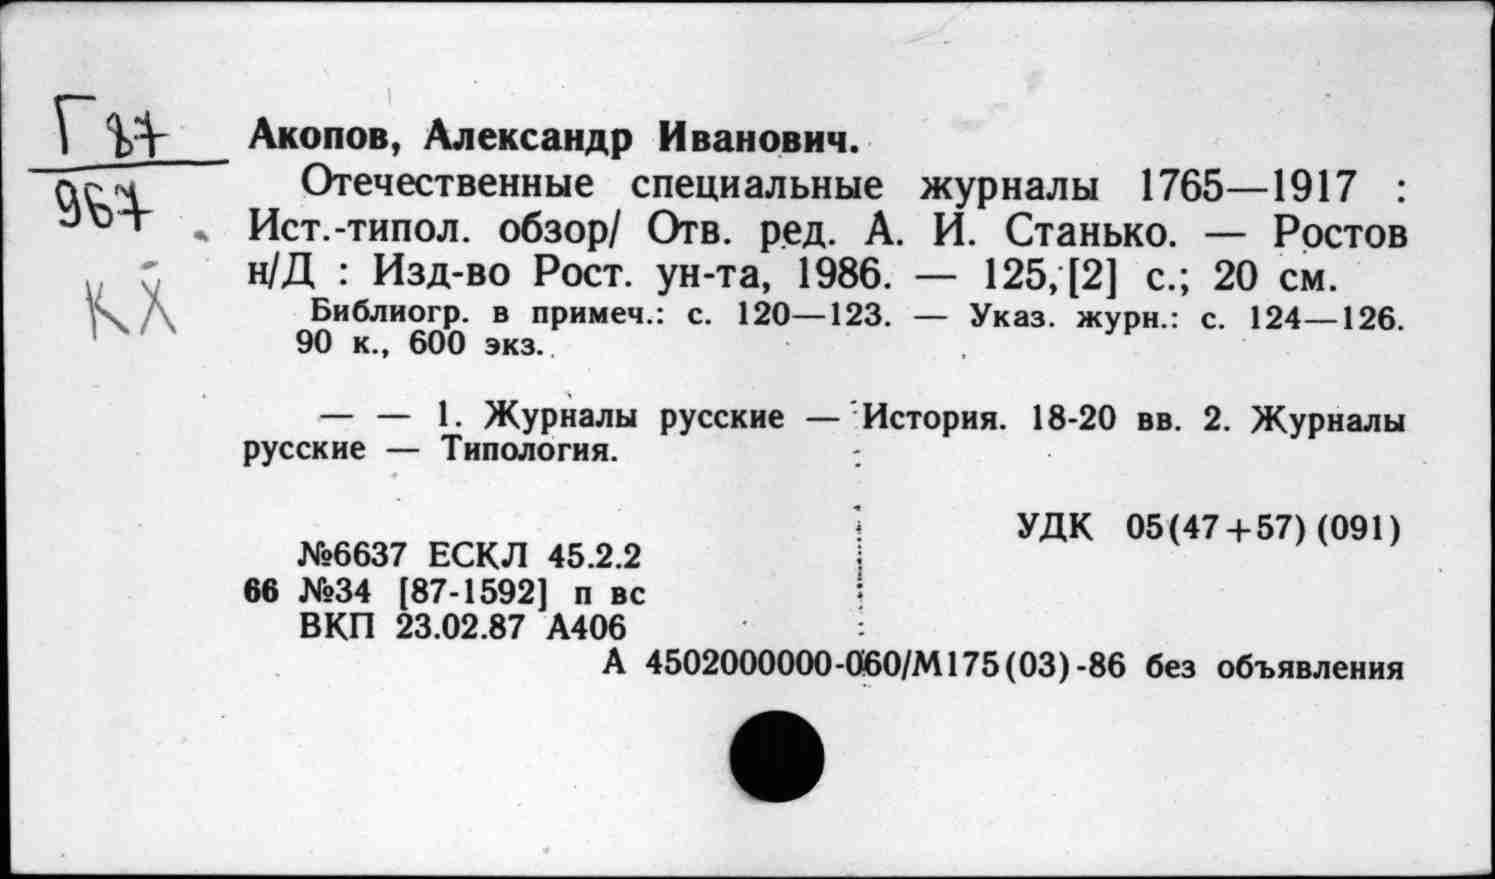 Акопов, Александр Иванович.
Отечественные специальные журналы 1765—1917 :
Ист.-типол. обзор/ Отв. ред. А. И. Станько. — Ростов
н/Д : Изд-во Рост. ун-та, 1986. — 125,[2] с.; 20 см.
Библиогр. в примеч.: с. 120—123. — Указ. журн.: с. 124—126.
90 к., 600 экз.
— — 1. Журналы русские — История. 18-20 вв. 2. Журналы
русские — Типология.
УДК 05(47+57)(091)
№6637 ЕСКЛ 45.2.2
66 №34 [87-1592] п вс
ВКП 23.02.87 А406
А 4502000000-060/М175(03)-86 без объявления
Г
КХ